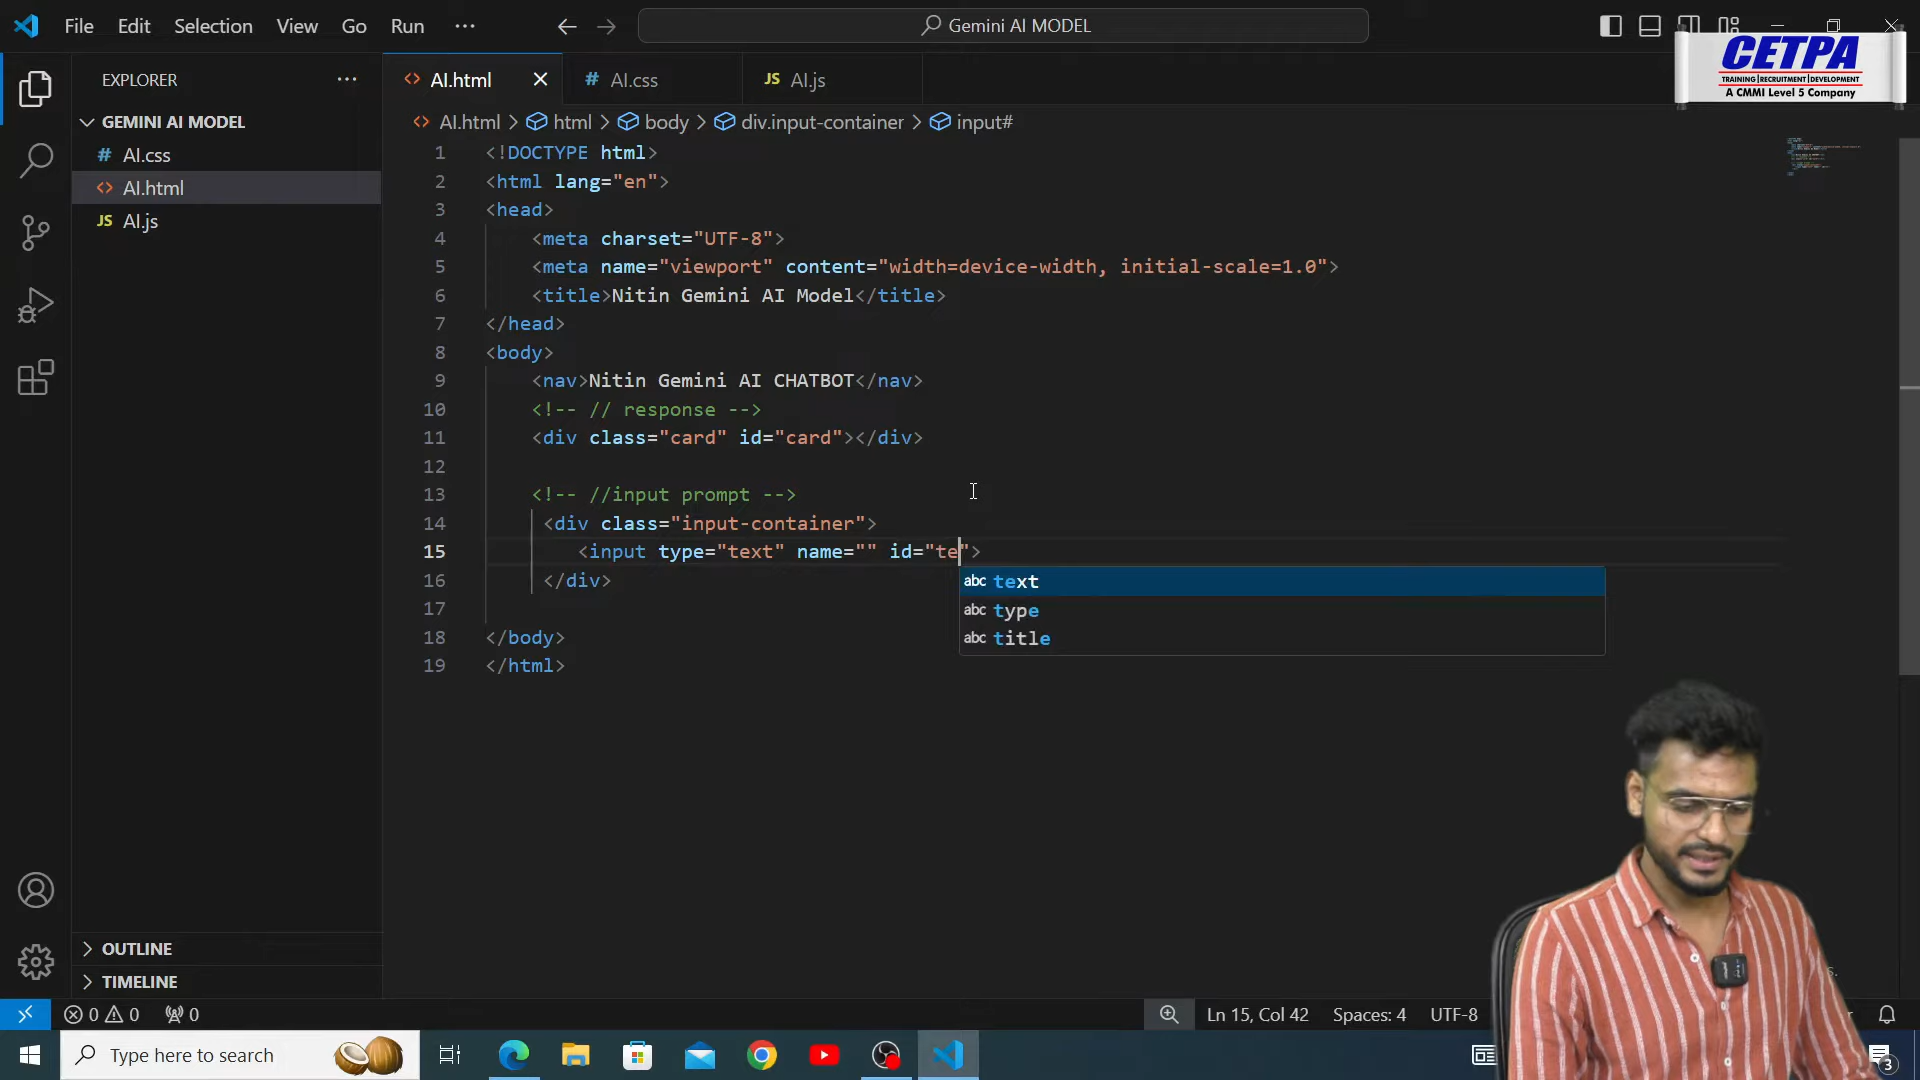 File Edit Selection View Go Run ···
Gemini AI MODEL
CETPA
TRAINING|RECRUITMENT|DEVELOPMENT
A CMMI Level 5 Company
EXPLORER
GEMINI AI MODEL
# AI.css
<> AI.html
JS AI.js
OUTLINE
TIMELINE
<> AI.html
# AI.css
JS AI.js
<> AI.html > html > body > div.input-container > input#
1 <!DOCTYPE html>
2 <html lang="en">
3 <head>
4 <meta charset="UTF-8">
5 <meta name="viewport" content="width=device-width, initial-scale=1.0">
6 <title>Nitin Gemini AI Model</title>
7 </head>
8 <body>
9 <nav>Nitin Gemini AI CHATBOT</nav>
10 <!-- // response -->
11 <div class="card" id="card"></div>
12
13 <!-- //input prompt -->
14 <div class="input-container">
15 <input type="text" name="" id="te">
16 </div>
17
18 </body>
19 </html>
abc text
abc type
abc title
0 0 0
Ln 15, Col 42 Spaces: 4 UTF-8
Type here to search
3